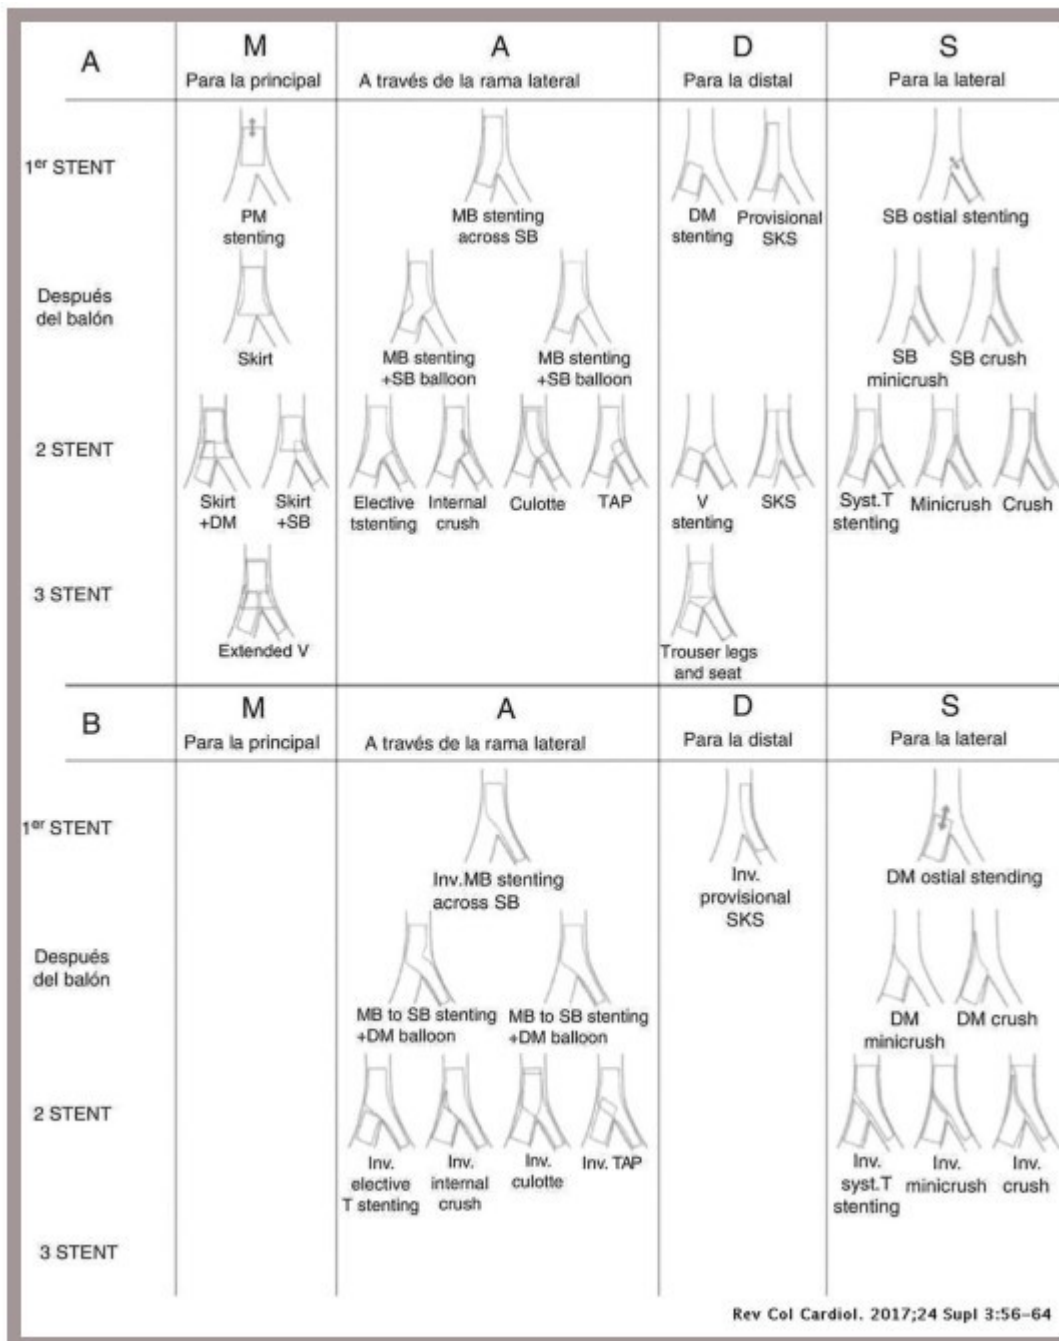 A
M
Para la principal
A
A través de la rama lateral
D
Para la distal
S
Para la lateral
1er STENT
PM
stenting
MB stenting
across SB
DM
stenting
Provisional
SKS
SB ostial stenting
Después
del balón
Skirt
MB stenting
+SB balloon
MB stenting
+SB balloon
SB
minicrush
SB crush
2 STENT
Skirt
+DM
Skirt
+SB
Elective
tstenting
Internal
crush
Culotte
TAP
V
stenting
SKS
Syst.T
stenting
Minicrush
Crush
3 STENT
Extended V
Trouser legs
and seat
B
M
Para la principal
A
A través de la rama lateral
D
Para la distal
S
Para la lateral
1er STENT
Inv.MB stenting
across SB
Inv.
provisional
SKS
DM ostial stending
Después
del balón
MB to SB stenting
+DM balloon
MB to SB stenting
+DM balloon
DM
minicrush
DM crush
2 STENT
Inv.
elective
T stenting
Inv.
internal
crush
Inv.
culotte
Inv. TAP
Inv.
syst.T
stenting
Inv.
minicrush
Inv.
crush
3 STENT
Rev Col Cardiol. 2017;24 Supl 3:56–64